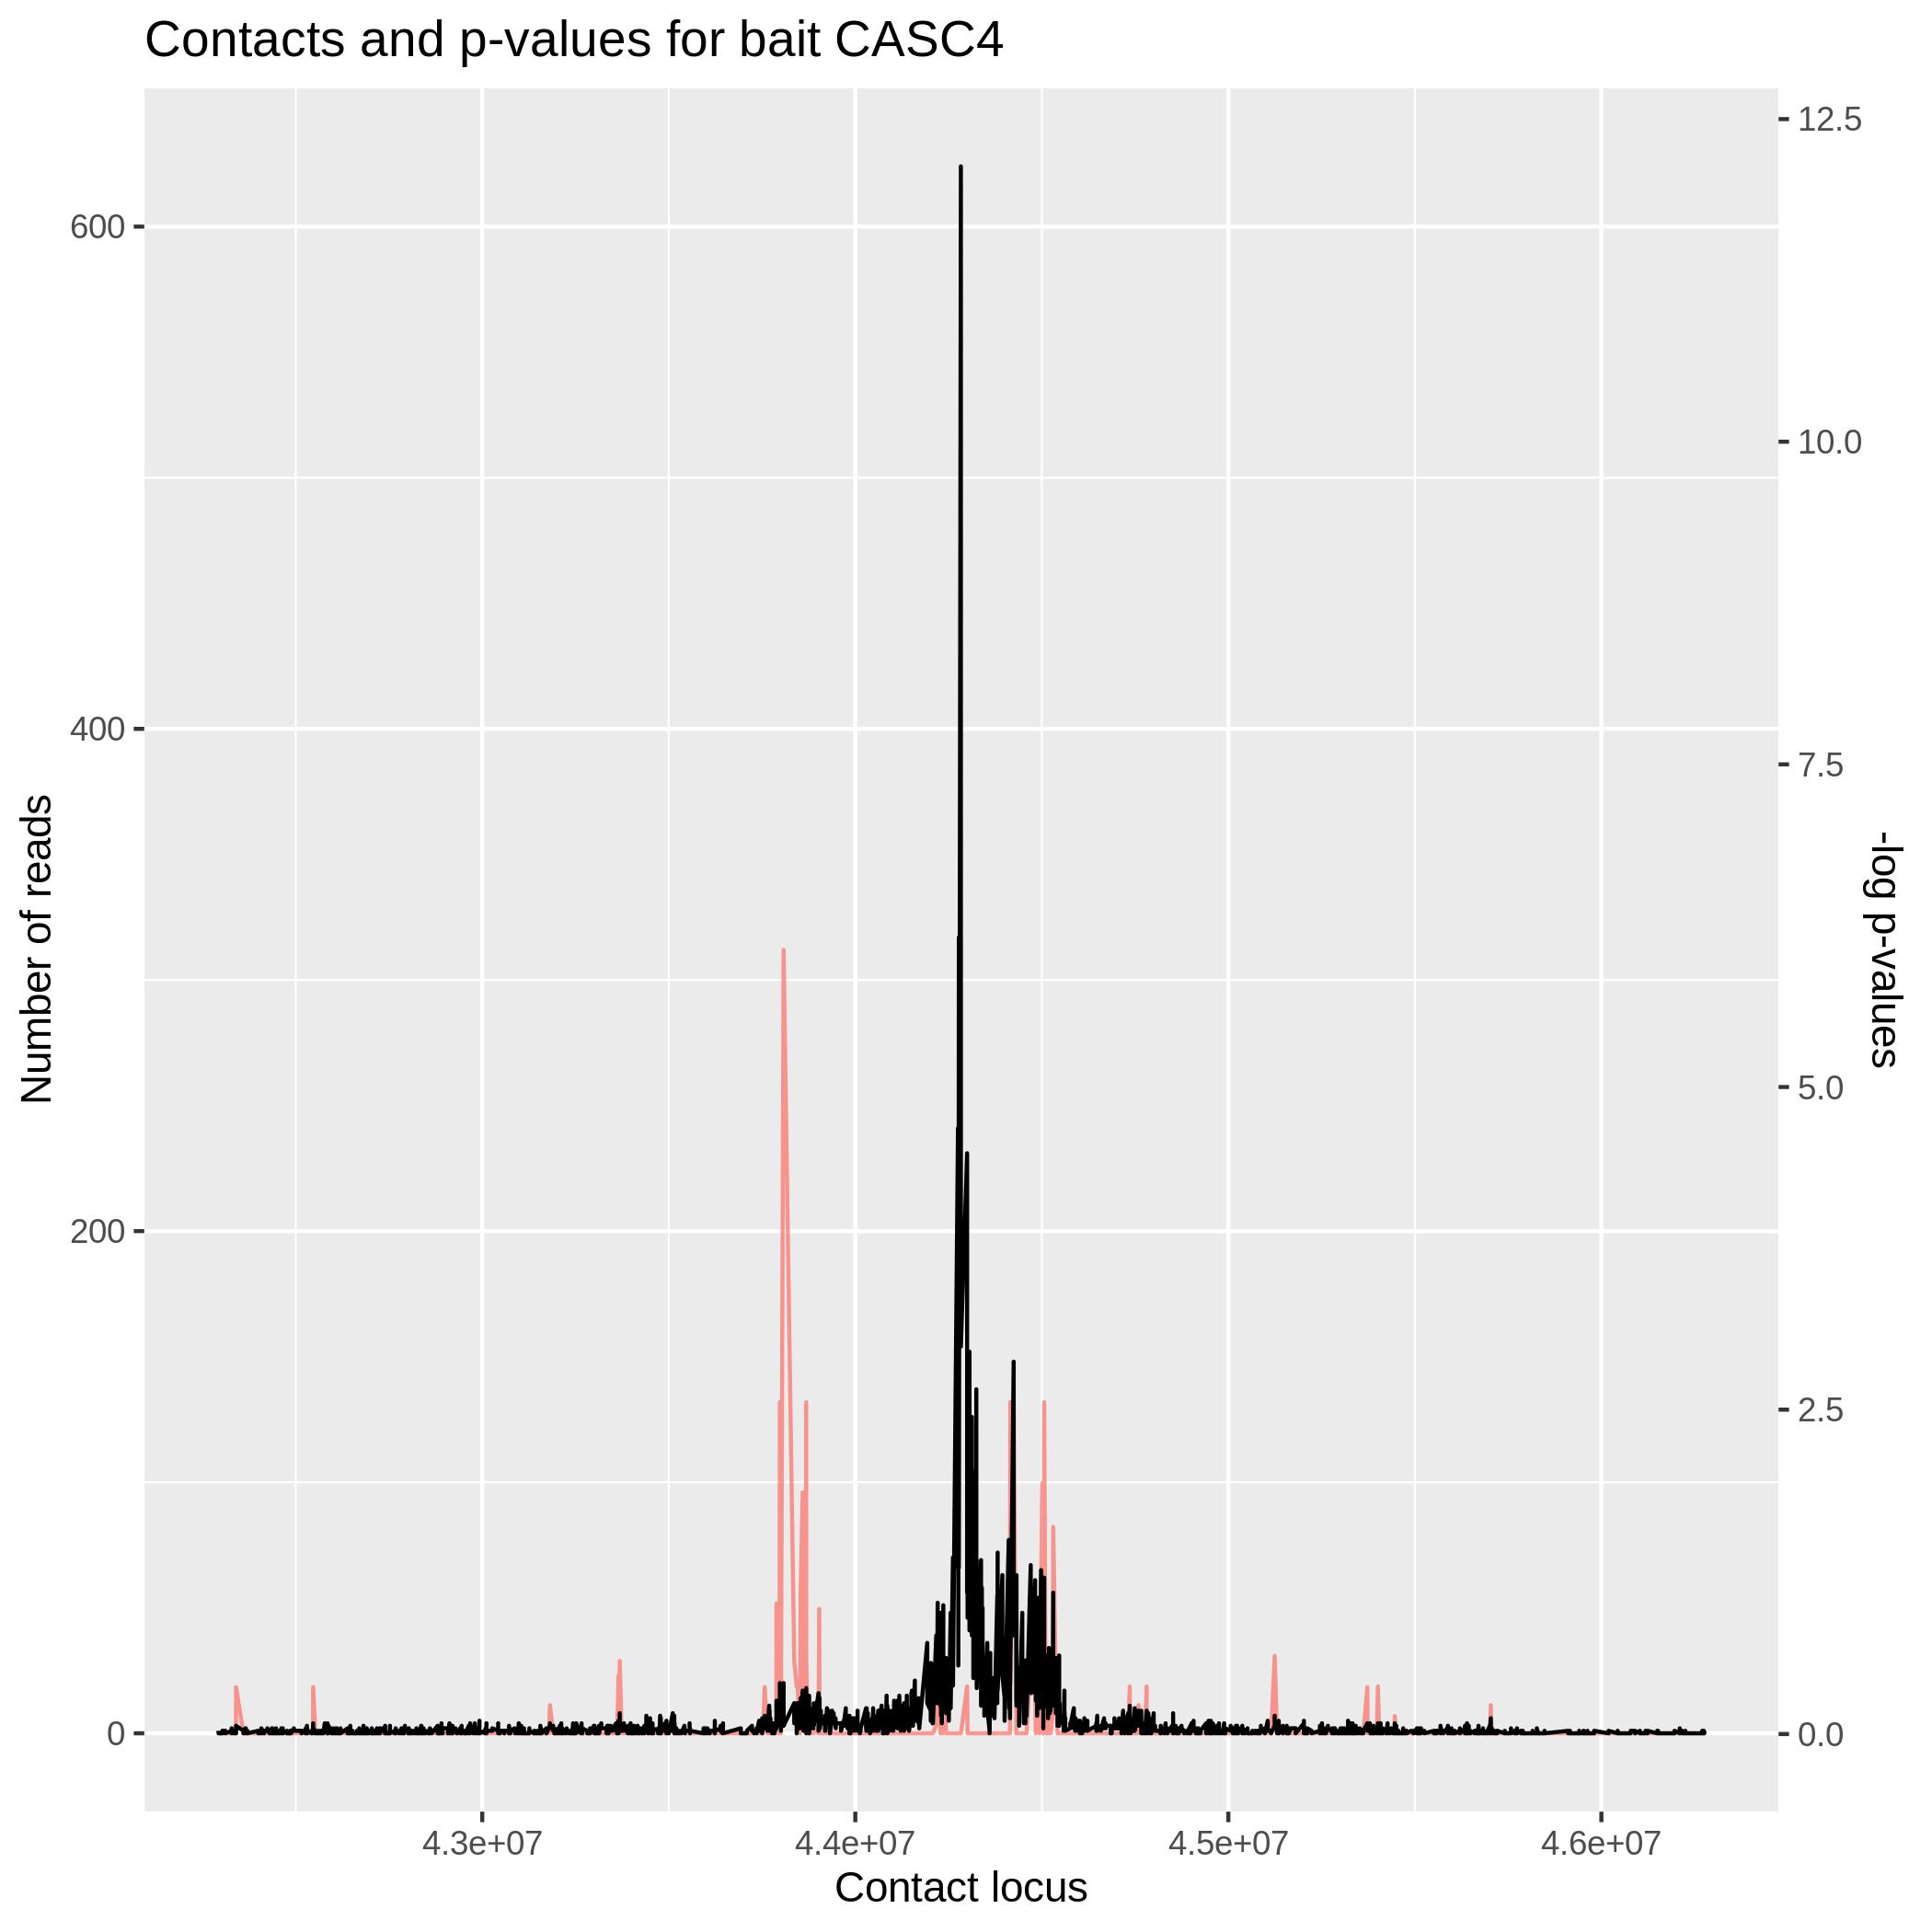 Contacts and p-values for bait CASC4
Number of reads
600
400
200
0
12.5
10.0
7.5
5.0
2.5
0.0
-log p-values
4.3e+07
4.4e+07
4.5e+07
4.6e+07
Contact locus